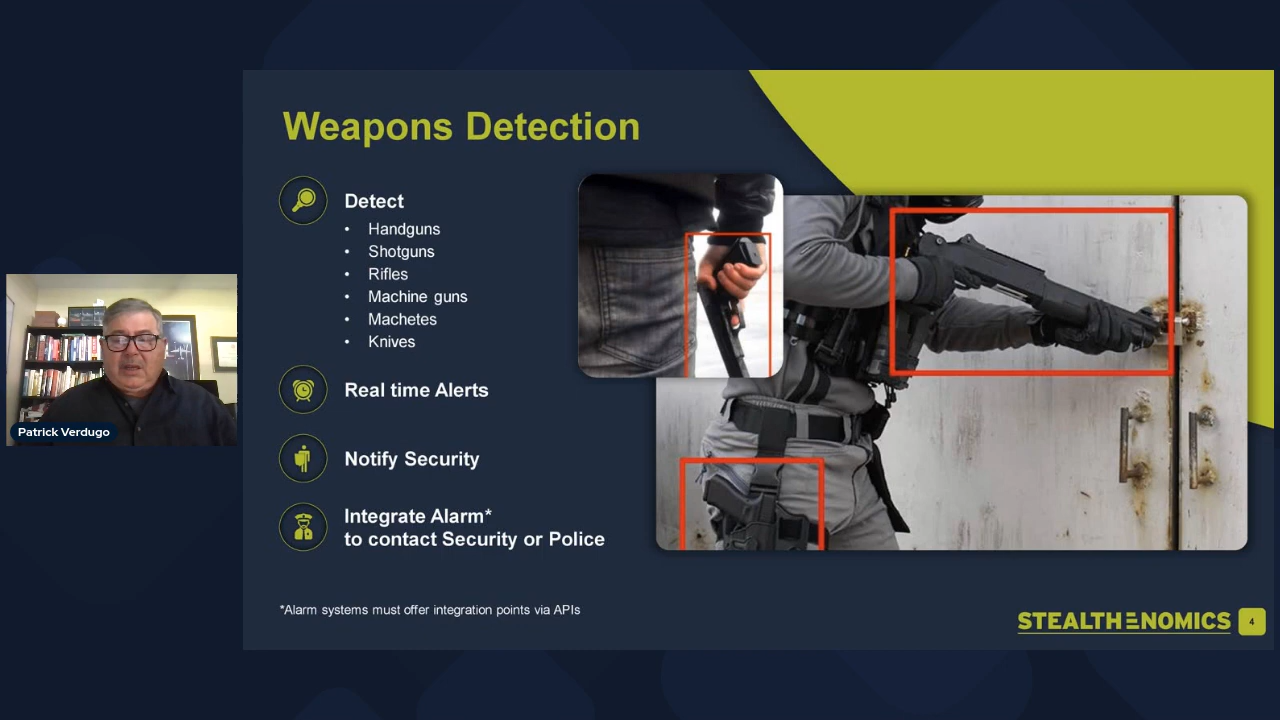 Weapons Detection
Detect
• Handguns
• Shotguns
• Rifles
• Machine guns
• Machetes
• Knives
Real time Alerts
Notify Security
Integrate Alarm*
to contact Security or Police
*Alarm systems must offer integration points via APIs
Patrick Verdugo
STEALTHENOMICS
4